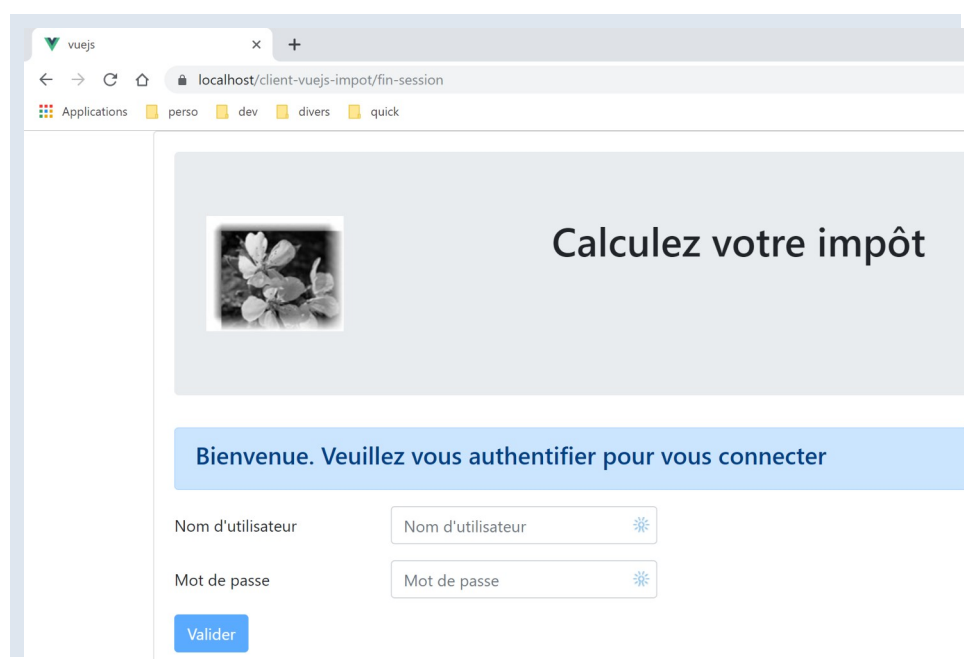 vuejs
localhost/client-vuejs-impot/fin-session
Applications perso dev divers quick
Calculez votre impôt
Bienvenue. Veuillez vous authentifier pour vous connecter
Nom d'utilisateur Nom d'utilisateur
Mot de passe Mot de passe
Valider